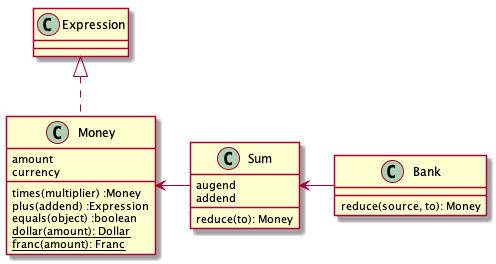 C Expression
C Money
amount
currency
times(multiplier) :Money
plus(addend) :Expression
equals(object) :boolean
dollar(amount): Dollar
franc(amount): Franc
C Sum
augend
addend
reduce(to): Money
C Bank
reduce(source, to): Money